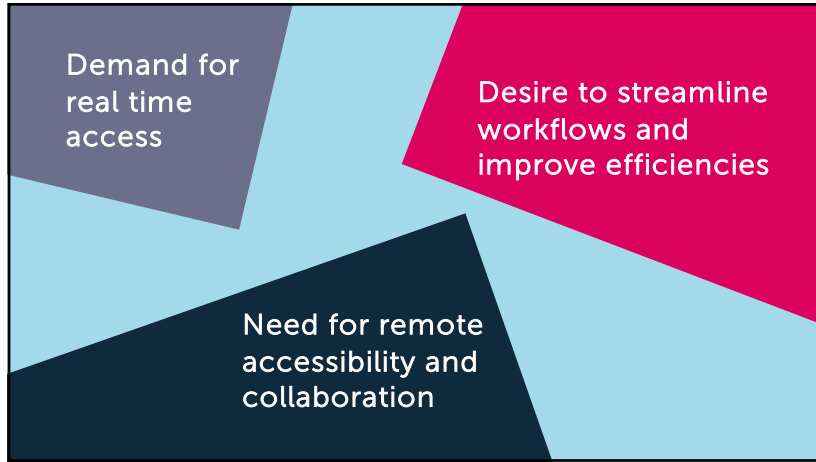 Demand for
real time
access
Desire to streamline
workflows and
improve efficiencies
Need for remote
accessibility and
collaboration